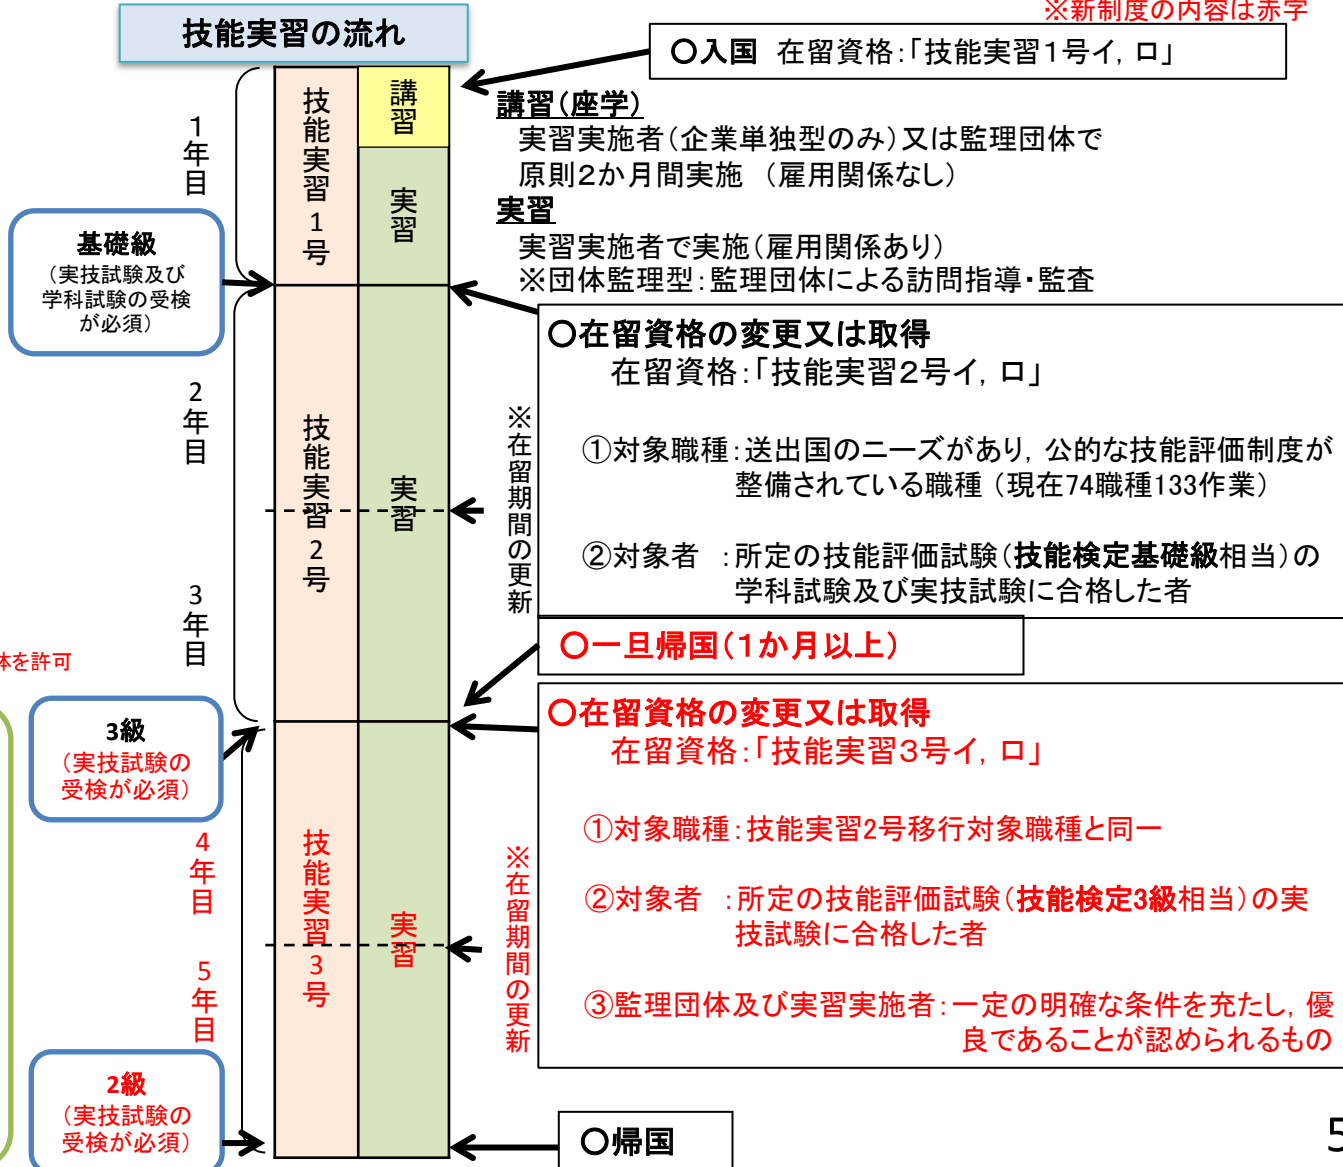 ※新制度の内容は赤字
技能実習の流れ
○入国 在留資格：「技能実習１号イ，ロ」
講習（座学）
実習実施者（企業単独型のみ）又は監理団体で
原則２か月間実施 （雇用関係なし）
実習
実習実施者で実施（雇用関係あり）
※団体監理型：監理団体による訪問指導・監査
1年目
技能実習1号
講習
実習
基礎級
（実技試験及び
学科試験の受検
が必須）
○在留資格の変更又は取得
在留資格：「技能実習２号イ，ロ」
①対象職種：送出国のニーズがあり，公的な技能評価制度が
整備されている職種（現在74職種133作業）
②対象者 ：所定の技能評価試験（技能検定基礎級相当）の
学科試験及び実技試験に合格した者
2年目
3年目
技能実習2号
実習
※在留期間の更新
体を許可
○一旦帰国（１か月以上）
3級
（実技試験の
受検が必須）
○在留資格の変更又は取得
在留資格：「技能実習３号イ，ロ」
①対象職種：技能実習2号移行対象職種と同一
②対象者 ：所定の技能評価試験（技能検定3級相当）の実
技試験に合格した者
③監理団体及び実習実施者：一定の明確な条件を充たし，優
良であることが認められるもの
4年目
5年目
技能実習3号
実習
※在留期間の更新
2級
（実技試験の
受検が必須）
○帰国
5